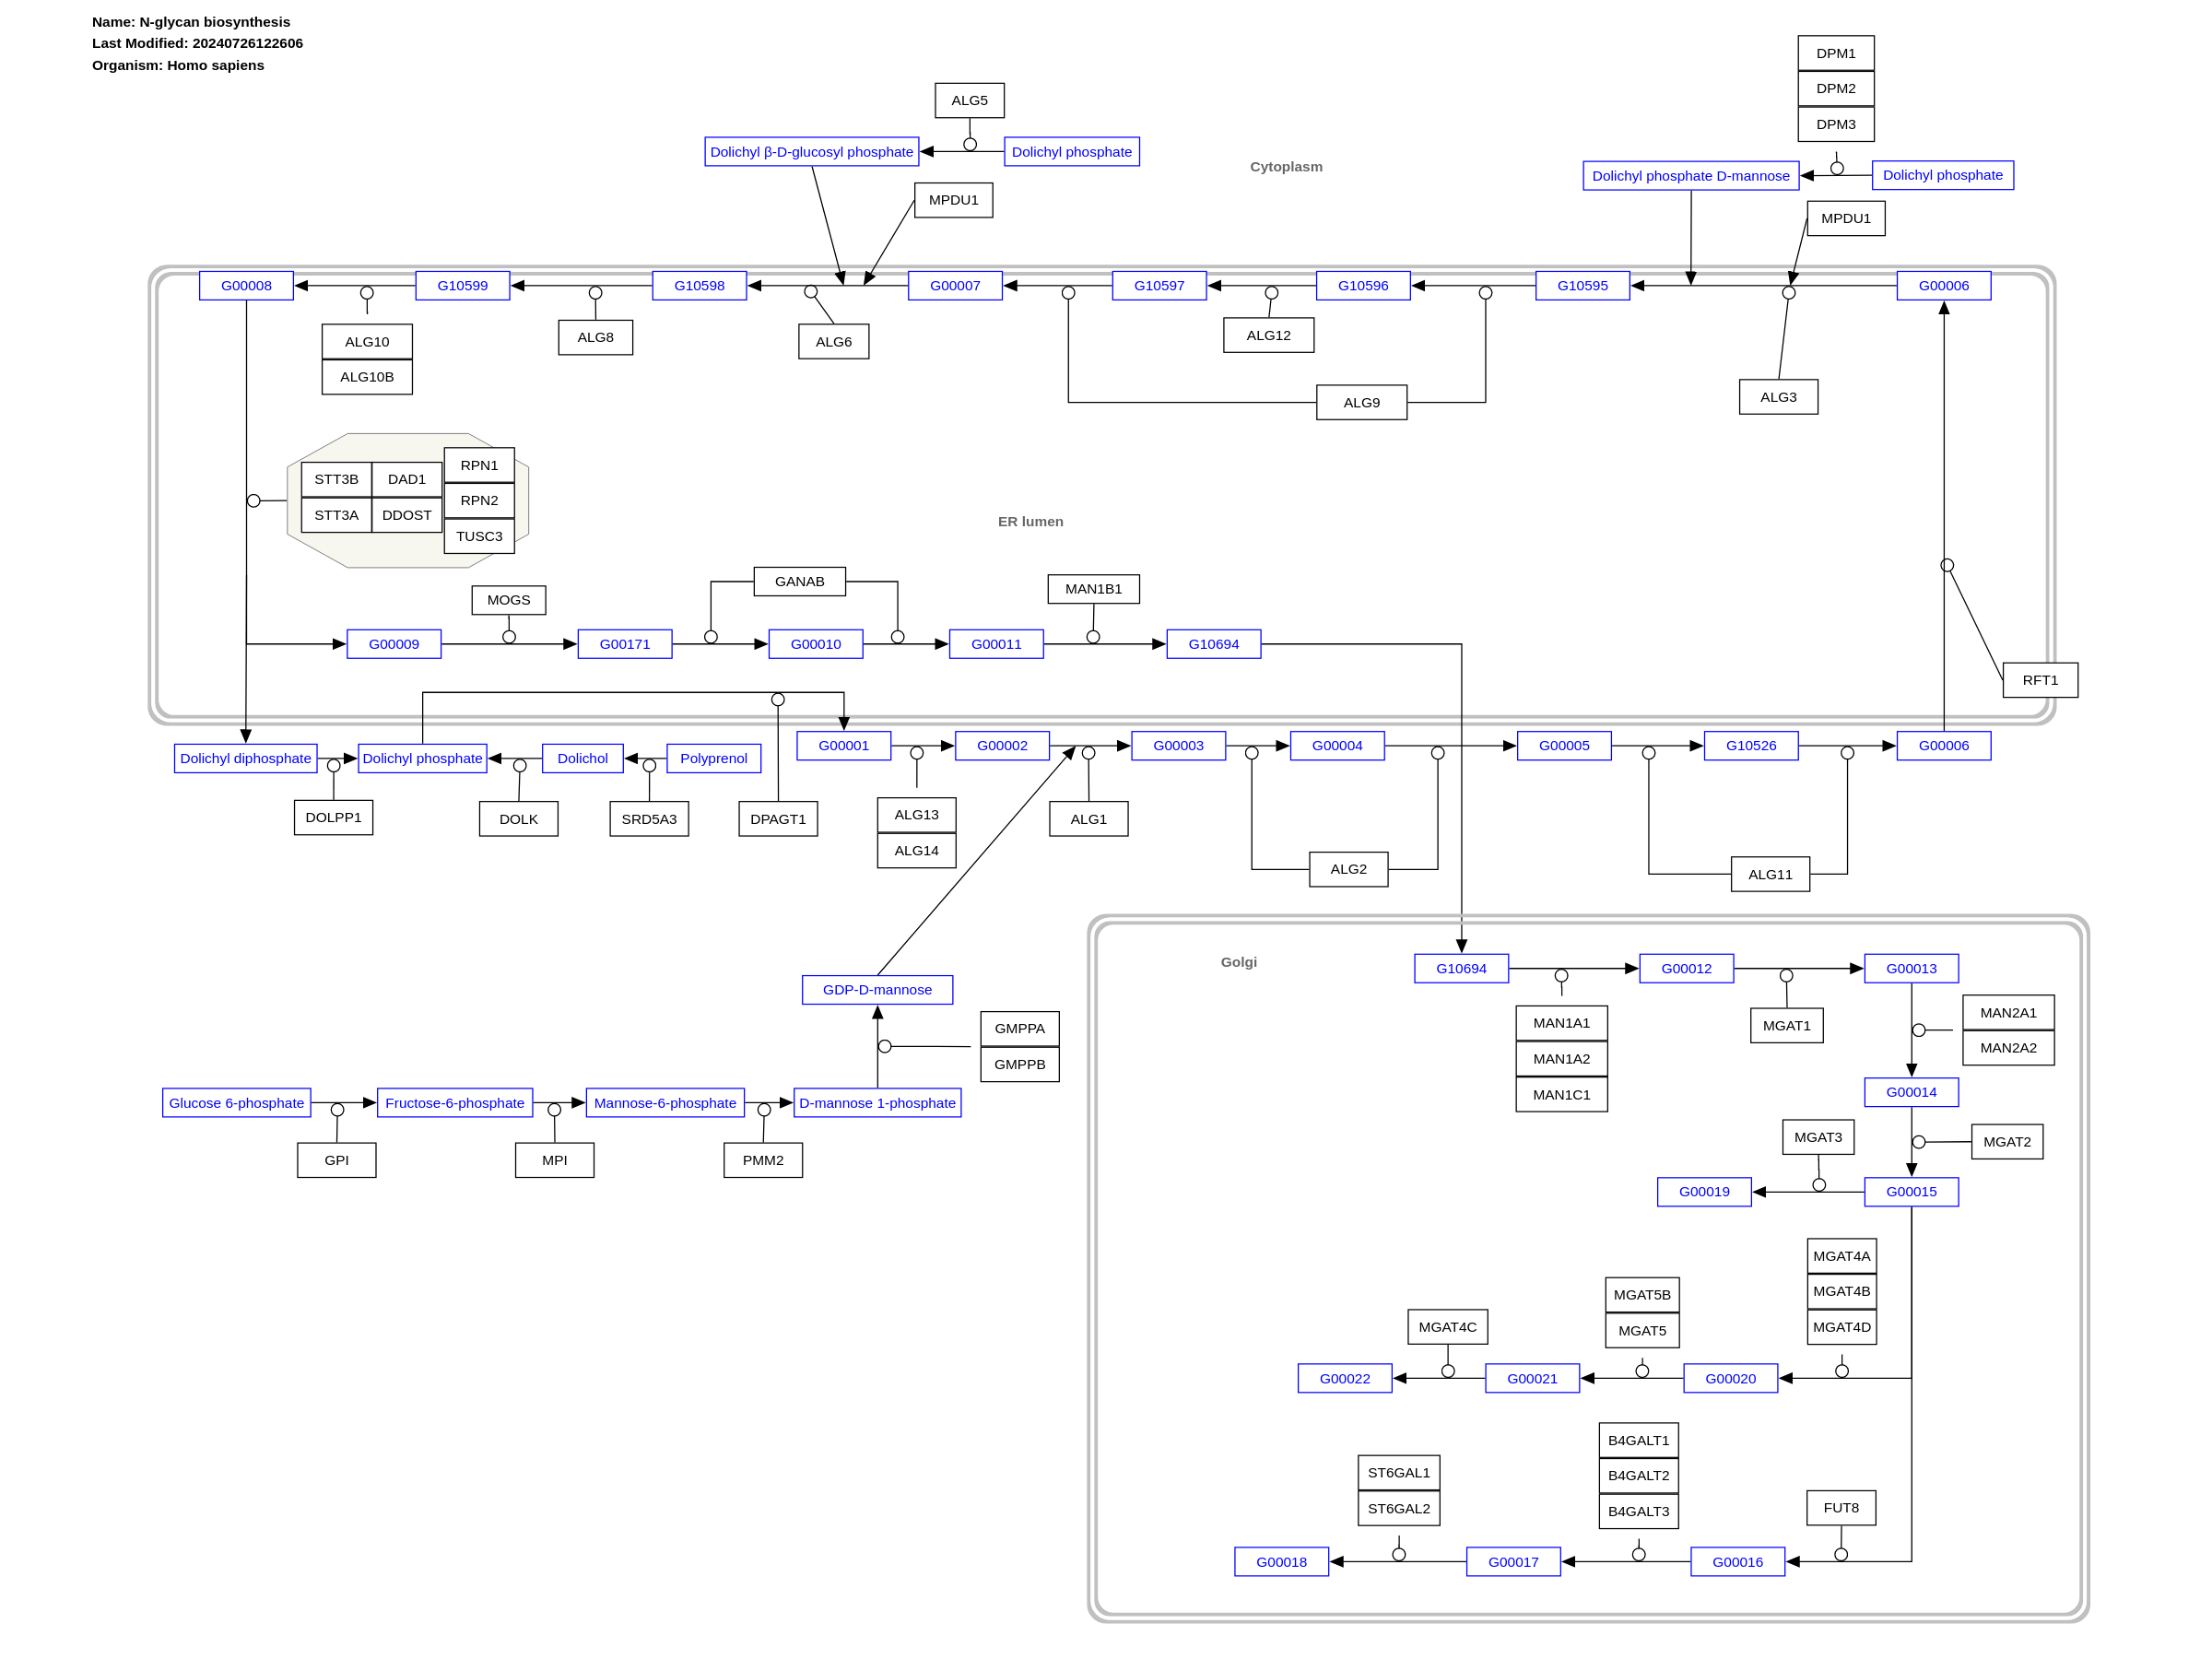 Name: N-glycan biosynthesis
Last Modified: 20240726122606
Organism: Homo sapiens
DPM1
DPM2
DPM3
ALG5
Dolichyl β-D-glucosyl phosphate
Dolichyl phosphate
Cytoplasm
Dolichyl phosphate D-mannose
Dolichyl phosphate
MPDU1
MPDU1
G00008
G10599
G10598
G00007
G10597
G10596
G10595
G00006
ALG10
ALG10B
ALG8
ALG6
ALG12
ALG9
ALG3
STT3B
DAD1
RPN1
RPN2
STT3A
DDOST
TUSC3
ER lumen
MOGS
GANAB
MAN1B1
G00009
G00171
G00010
G00011
G10694
RFT1
Dolichyl diphosphate
Dolichyl phosphate
Dolichol
Polyprenol
G00001
G00002
G00003
G00004
G00005
G10526
G00006
DOLPP1
DOLK
SRD5A3
DPAGT1
ALG13
ALG14
ALG1
ALG2
ALG11
Golgi
G10694
G00012
G00013
GDP-D-mannose
GMPPA
GMPPB
MAN1A1
MAN1A2
MAN1C1
MGAT1
MAN2A1
MAN2A2
Glucose 6-phosphate
Fructose-6-phosphate
Mannose-6-phosphate
D-mannose 1-phosphate
G00014
GPI
MPI
PMM2
MGAT3
MGAT2
G00019
G00015
MGAT4A
MGAT4B
MGAT4D
MGAT5B
MGAT5
MGAT4C
G00022
G00021
G00020
B4GALT1
B4GALT2
B4GALT3
ST6GAL1
ST6GAL2
FUT8
G00018
G00017
G00016